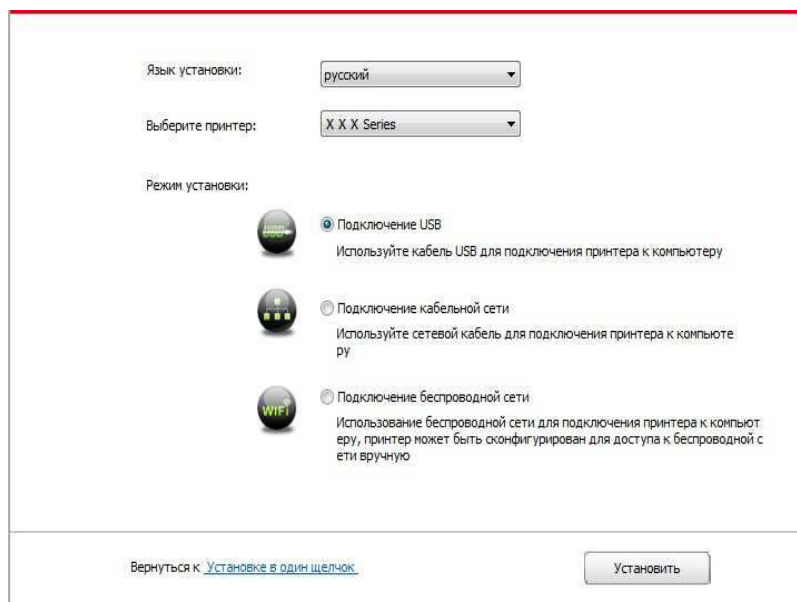 Язык установки:
русский
Выберите принтер:
X X X Series
Режим установки:
USB
Подключение USB
Используйте кабель USB для подключения принтера к компьютеру
Подключение кабельной сети
Используйте сетевой кабель для подключения принтера к компьюте
ру
WiFi
Подключение беспроводной сети
Использование беспроводной сети для подключения принтера к компьют
еру, принтер может быть сконфигурирован для доступа к беспроводной с
ети вручную
Вернуться к Установке в один щелчок
Установить